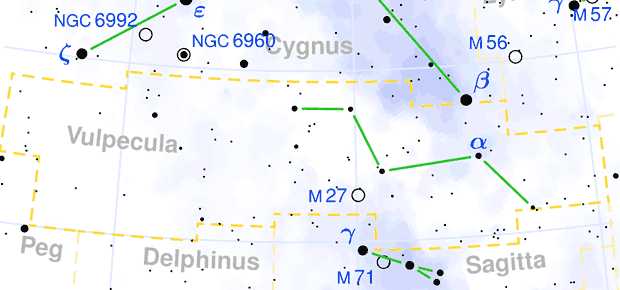 ε
γ
NGC 6992
M 57
ζ
NGC 6960
Cygnus
M 56
β
Vulpecula
α
M 27
γ
Peg
Delphinus
M 71
Sagitta